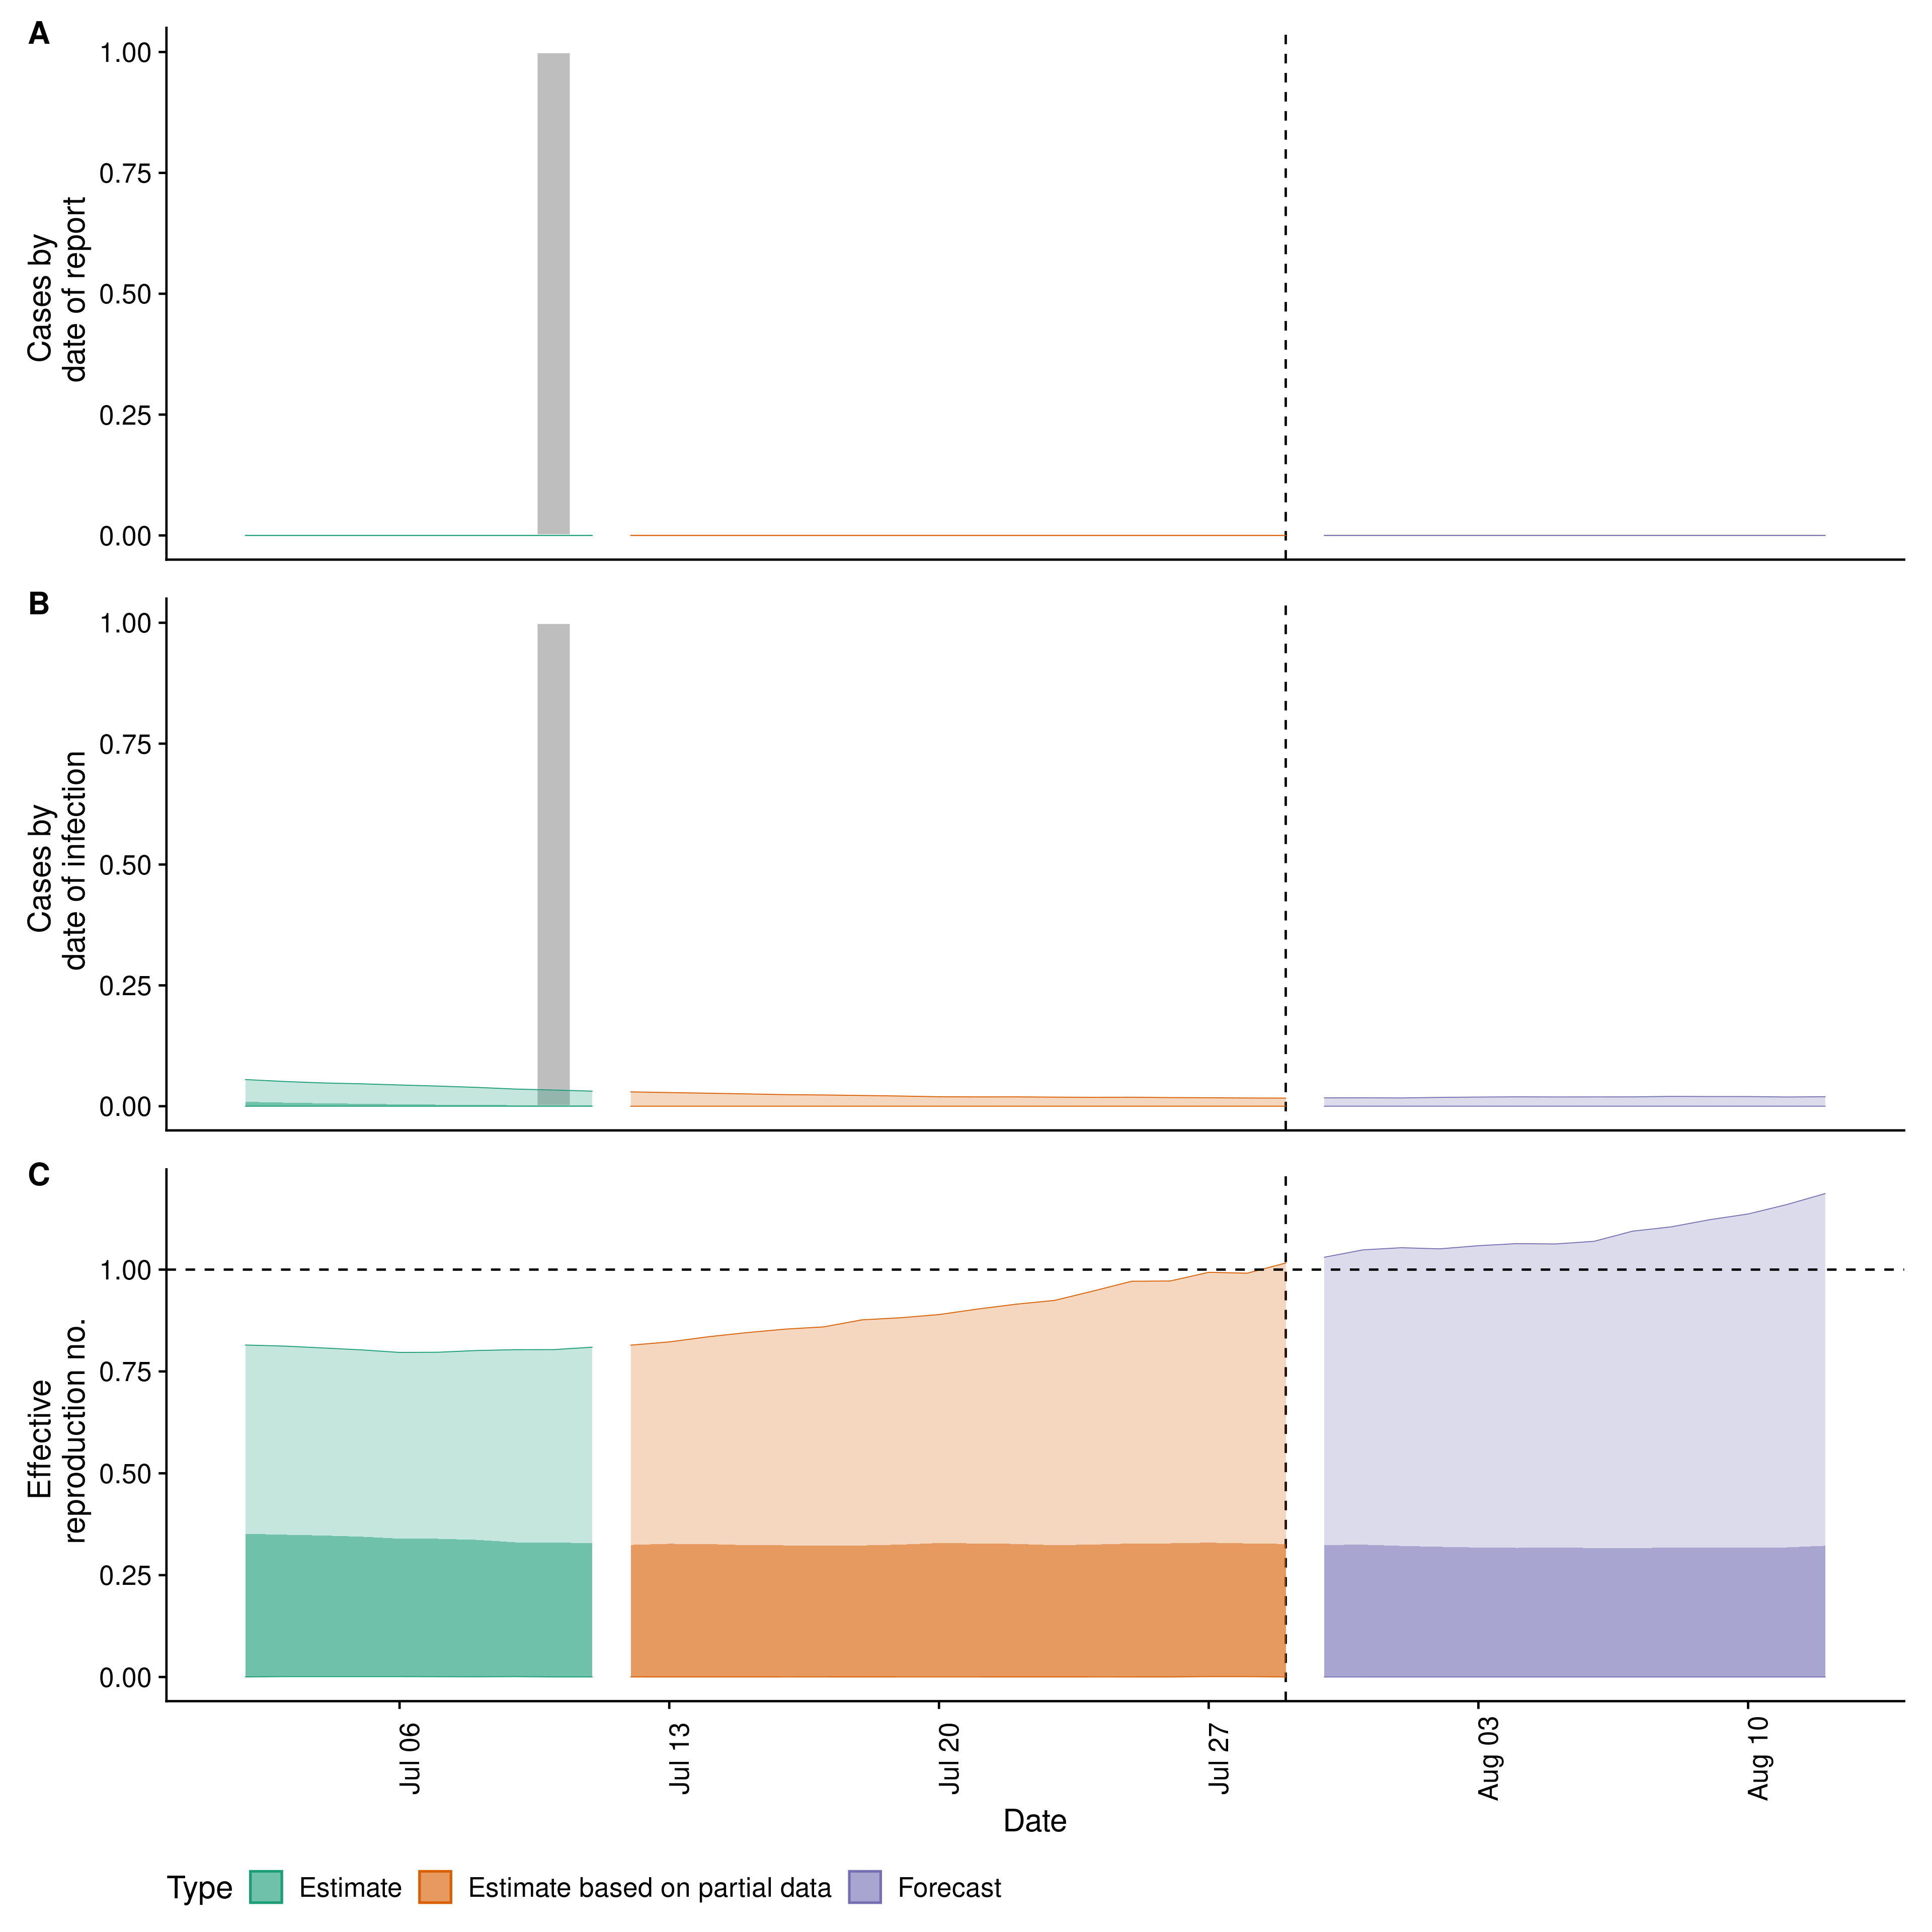 A
1.00
0.75
0.50
0.25
0.00
Cases by
date of report
B
1.00
0.75
0.50
0.25
0.00
Cases by
date of infection
C
1.00
0.75
0.50
0.25
0.00
Effective
reproduction no.
Jul 06
Jul 13
Jul 20
Jul 27
Aug 03
Aug 10
Date
Type Estimate Estimate based on partial data Forecast